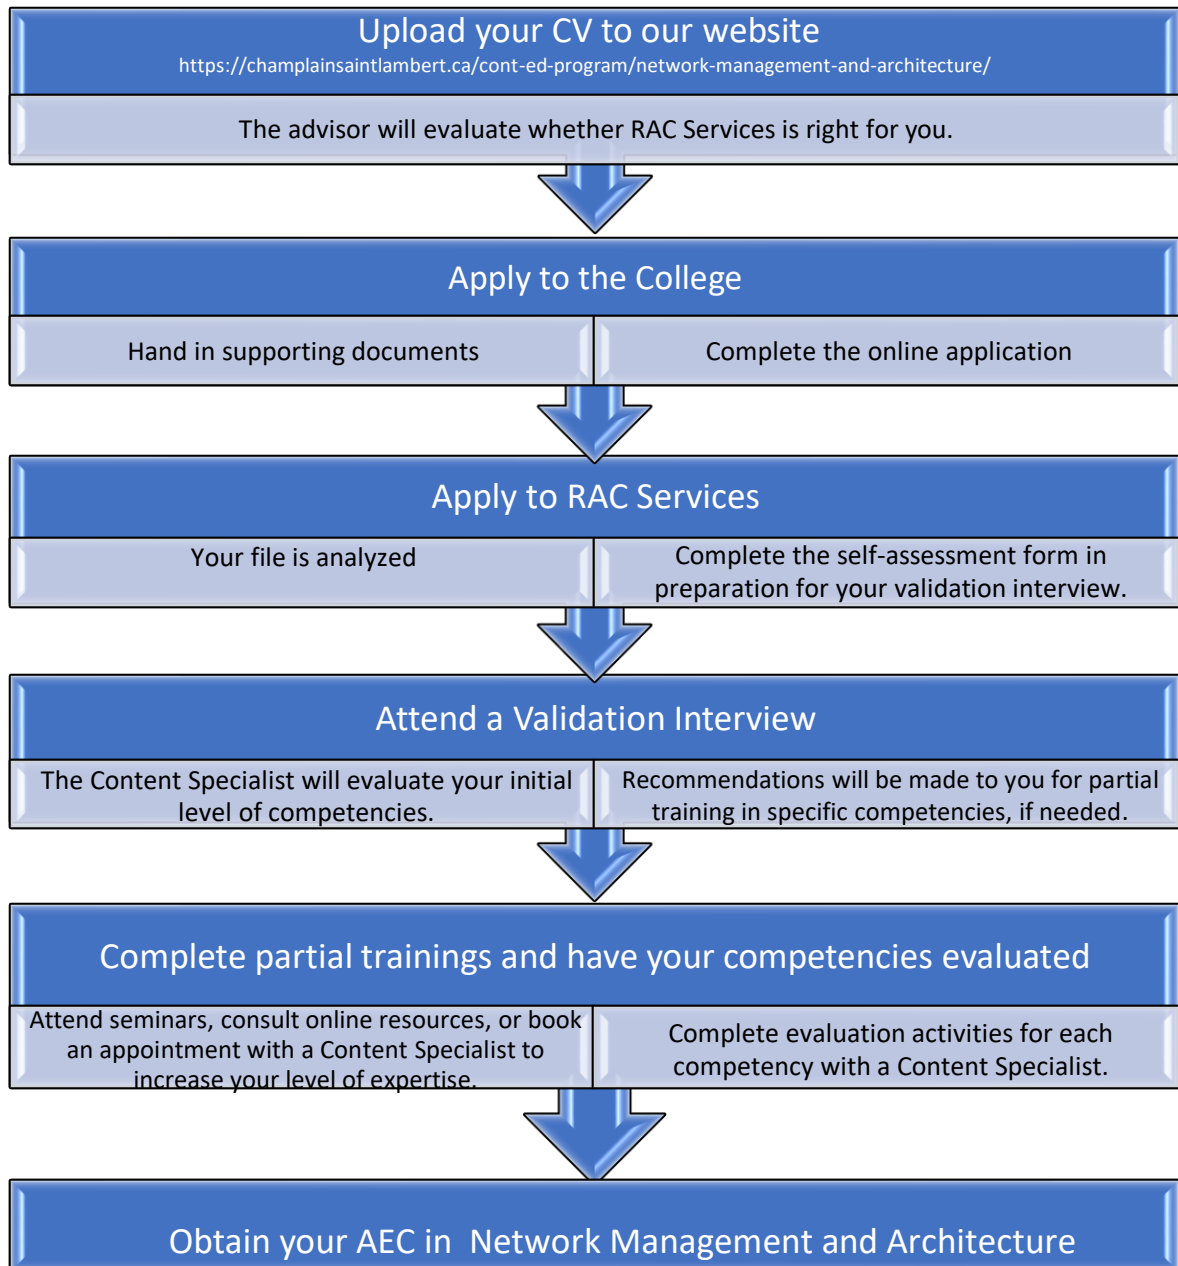 Upload your CV to our website
https://champlainsaintlambert.ca/cont-ed-program/network-management-and-architecture/
The advisor will evaluate whether RAC Services is right for you.
Apply to the College
Hand in supporting documents
Complete the online application
Apply to RAC Services
Your file is analyzed
Complete the self-assessment form in
preparation for your validation interview.
Attend a Validation Interview
The Content Specialist will evaluate your initial
level of competencies.
Recommendations will be made to you for partial
training in specific competencies, if needed.
Complete partial trainings and have your competencies evaluated
Attend seminars, consult online resources, or book
an appointment with a Content Specialist to
increase your level of expertise.
Complete evaluation activities for each
competency with a Content Specialist.
Obtain your AEC in  Network Management and Architecture